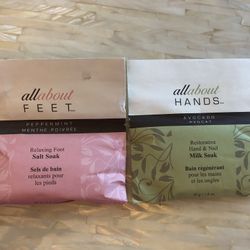 allabout
FEET
PEPPERMINT
MENTHE POIVRÉE
Relaxing Foot
Salt Soak
Sels de bain
relaxants pour
les pieds
allabout
HANDS
AVOCADO
Restorative
Hand & Nail
Milk Soak
Bain régénérant
pour les mains
et les ongles